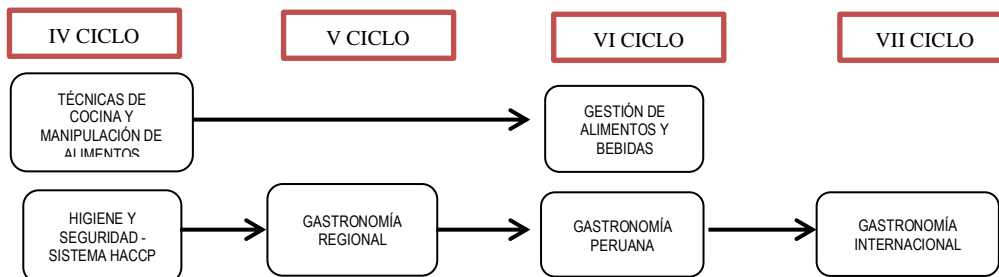 IV CICLO
V CICLO
VI CICLO
VII CICLO
TÉCNICAS DE
COCINA Y
MANIPULACIÓN DE
ALIMENTOS
GESTIÓN DE
ALIMENTOS Y
BEBIDAS
HIGIENE Y
SEGURIDAD -
SISTEMA HACCP
GASTRONOMÍA
REGIONAL
GASTRONOMÍA
PERUANA
GASTRONOMÍA
INTERNACIONAL